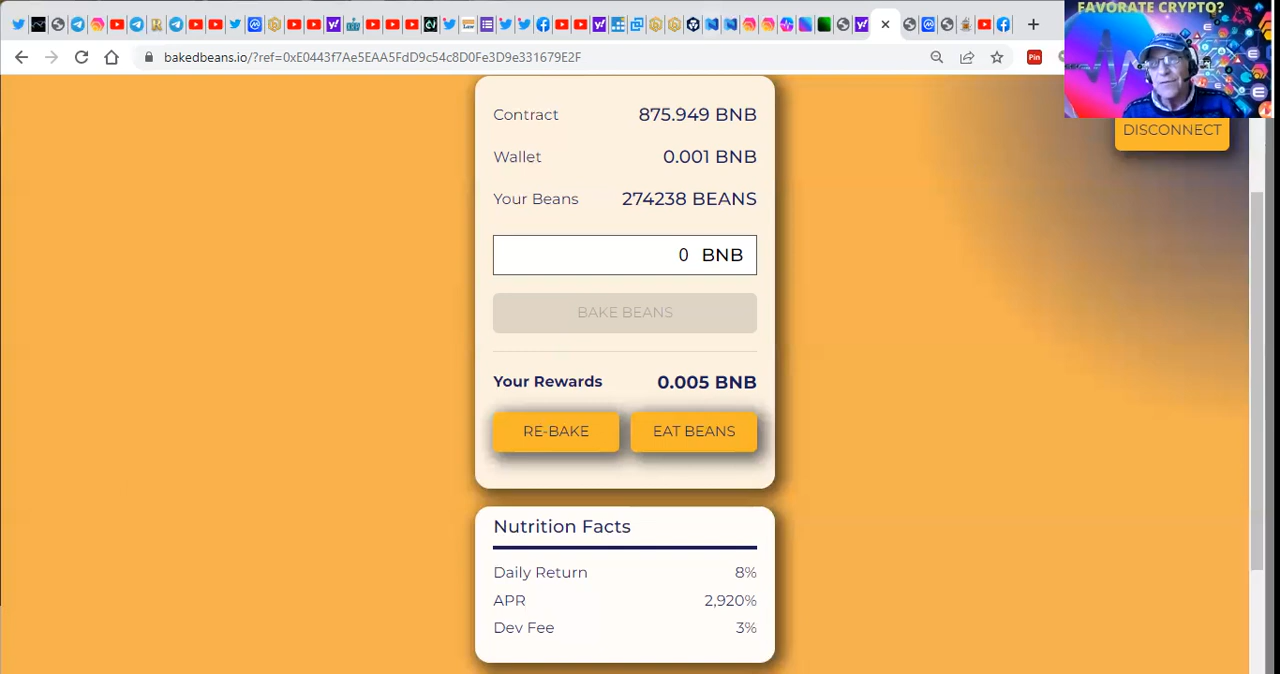 FAVORATE CRYPTO?
bakedbeans.io/?ref=0xE0443f7Ae5EAA5FdD9c54c8D0Fe3D9e331679E2F
Pin
DISCONNECT
Contract 875.949 BNB
Wallet 0.001 BNB
Your Beans 274238 BEANS
0 BNB
BAKE BEANS
Your Rewards 0.005 BNB
RE-BAKE EAT BEANS
Nutrition Facts
Daily Return 8%
APR 2,920%
Dev Fee 3%